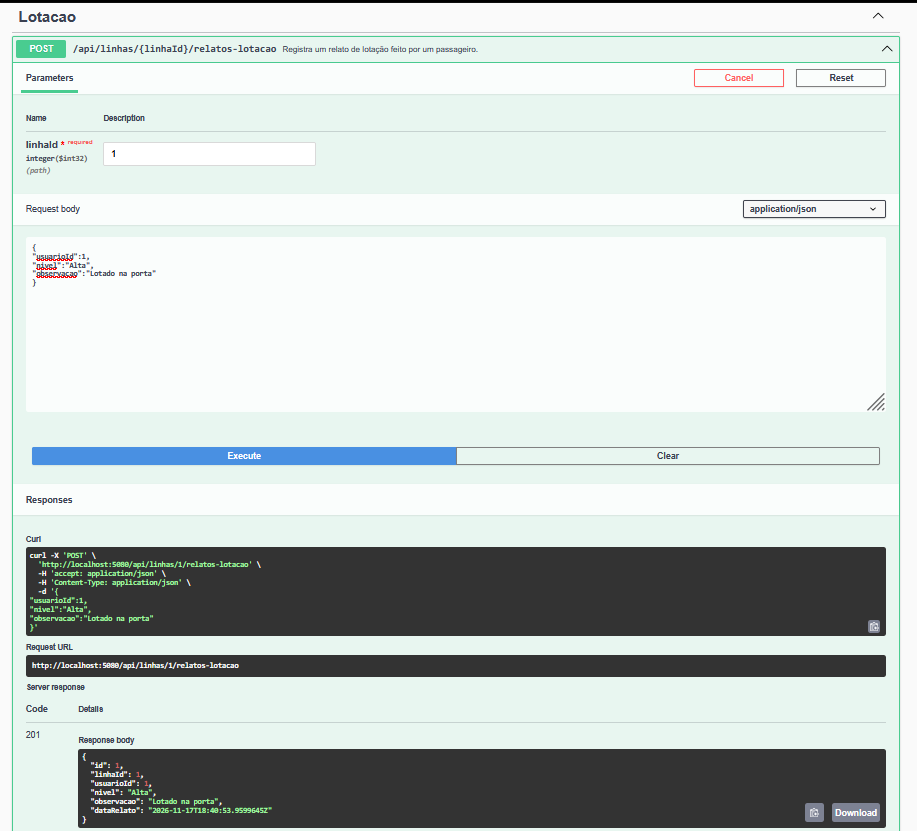 Lotacao
POST /api/linhas/{linhaId}/relatos-lotacao Registra um relato de lotação feito por um passageiro.
Parameters
Cancel
Reset
Name Description
linhaId * required
integer($int32)
(path)
1
Request body
application/json
{
"usuarioId":1,
"nivel":"Alta",
"observacao":"Lotado na porta"
}
Execute
Clear
Responses
Curl
curl -X 'POST' \
'http://localhost:5080/api/linhas/1/relatos-lotacao' \
-H 'accept: application/json' \
-H 'Content-Type: application/json' \
-d '{
"usuarioId":1,
"nivel":"Alta",
"observacao":"Lotado na porta"
}'
Request URL
http://localhost:5080/api/linhas/1/relatos-lotacao
Server response
Code Details
201
Response body
{
"id": 1,
"linhaId": 1,
"usuarioId": 1,
"nivel": "Alta",
"observacao": "Lotado na porta",
"dataRelato": "2026-11-17T18:40:53.9599645Z"
}
Download